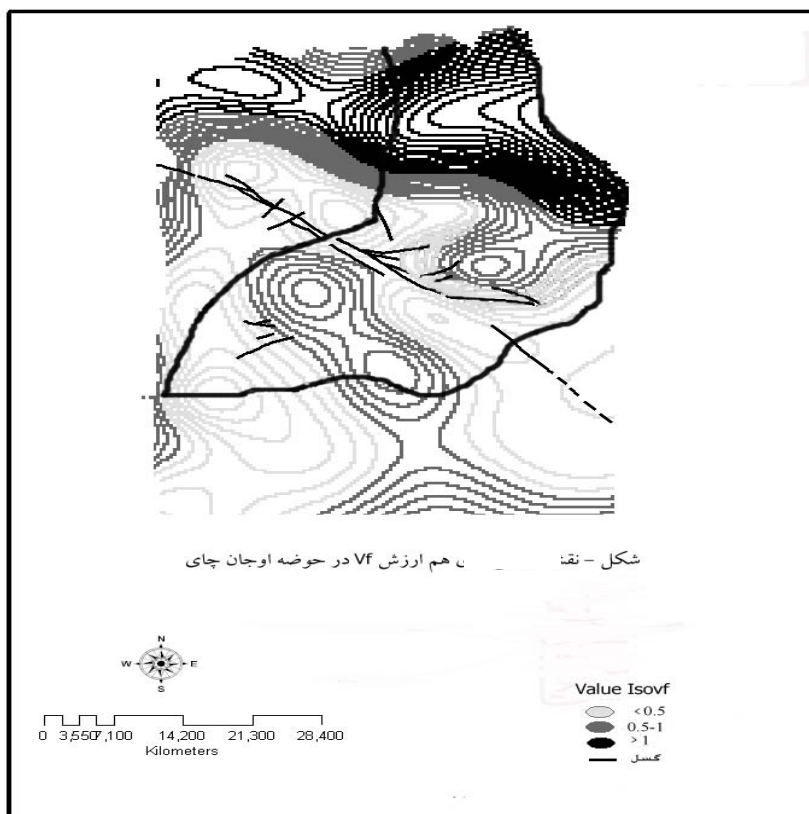 شکل – نقشه هم ارزش Vf در حوضه اوجان چای
N
W E
S
0 3,550 7,100 14,200 21,300 28,400
Kilometers
Value Isovf
<0.5
0.5-1
>1
گسل